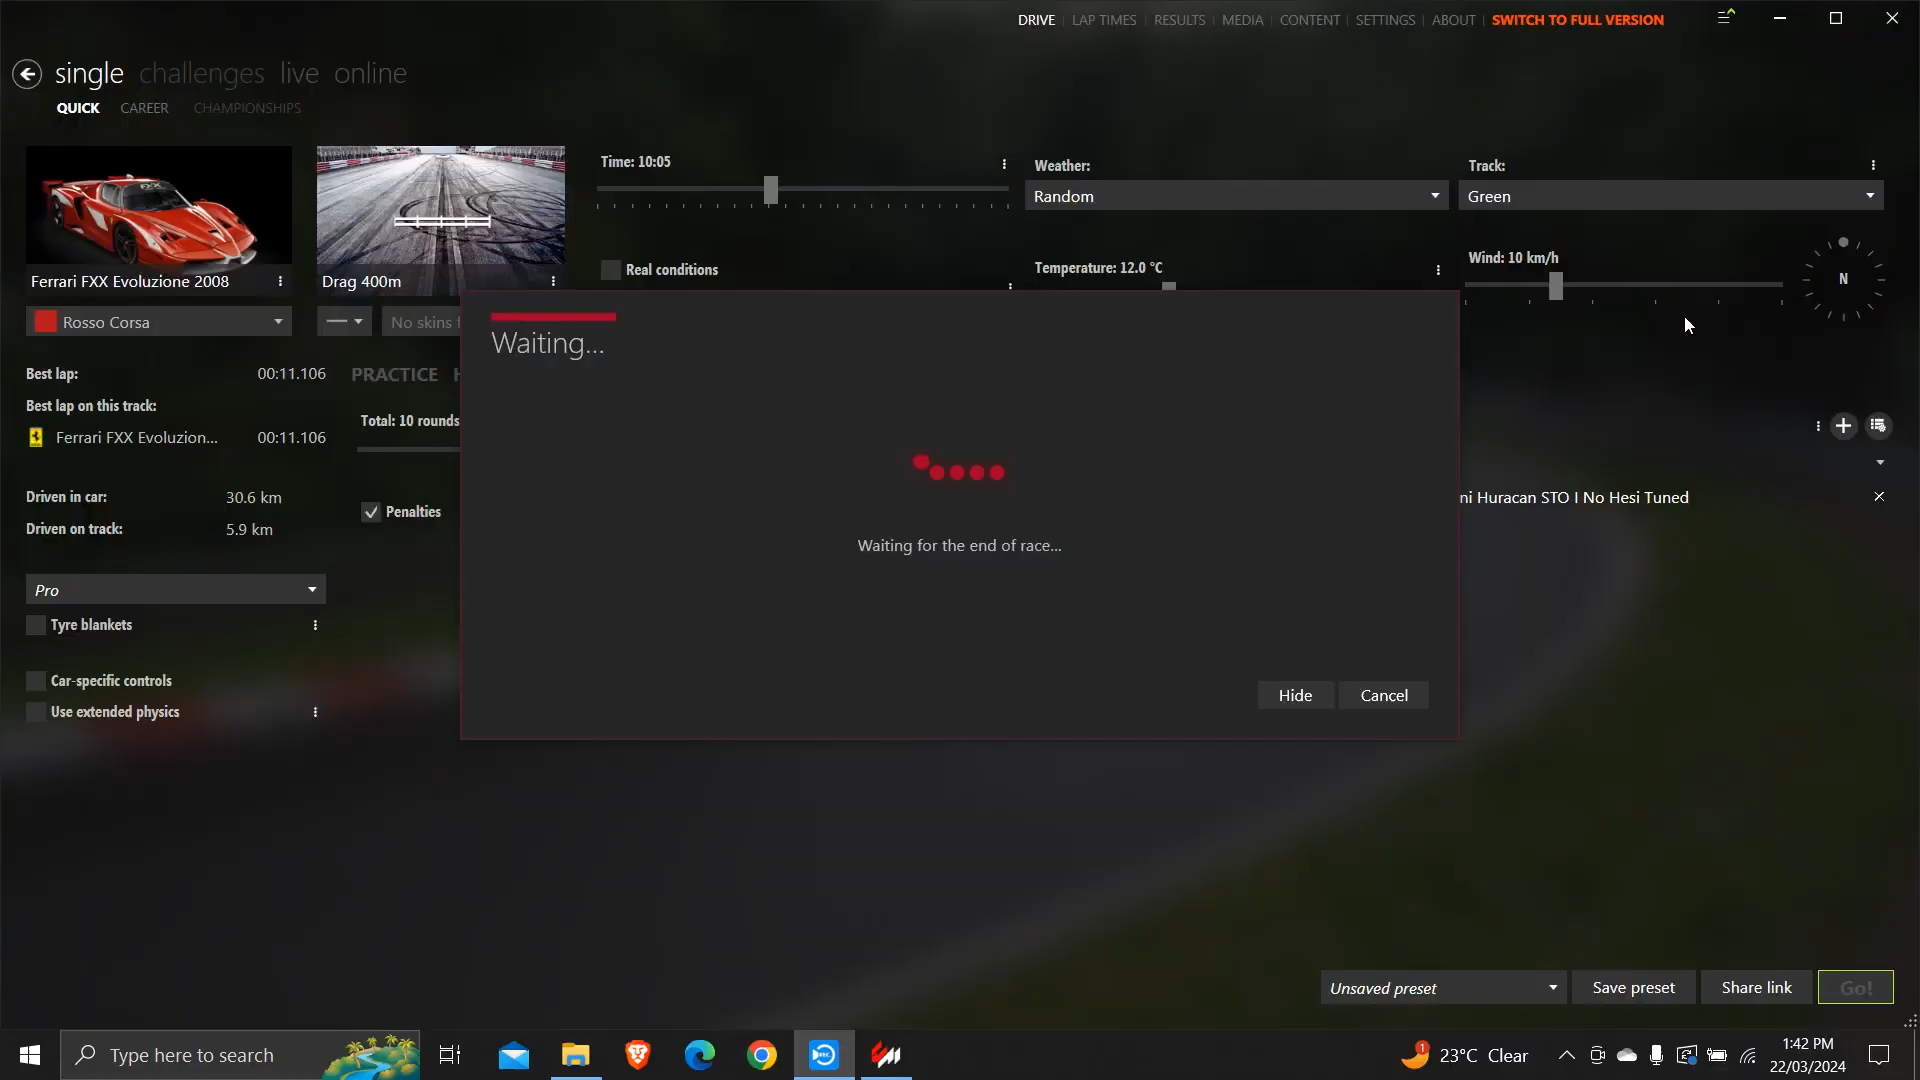 DRIVE LAP TIMES RESULTS MEDIA CONTENT SETTINGS ABOUT SWITCH TO FULL VERSION
single challenges live online
QUICK CAREER CHAMPIONSHIPS
Ferrari FXX Evoluzione 2008
Drag 400m
Time: 10:05
Weather:
Random
Track:
Green
Real conditions
Temperature: 12.0 °C
Wind: 10 km/h
N
Rosso Corsa
No skins f
Best lap: 00:11.106
Best lap on this track:
Ferrari FXX Evoluzion... 00:11.106
PRACTICE
Total: 10 rounds
Driven in car: 30.6 km
Driven on track: 5.9 km
Penalties
Waiting...
Waiting for the end of race...
Hide Cancel
ni Huracan STO I No Hesi Tuned
Pro
Tyre blankets
Car-specific controls
Use extended physics
Unsaved preset Save preset Share link Go!
Type here to search
1
23°C Clear
1:42 PM
22/03/2024